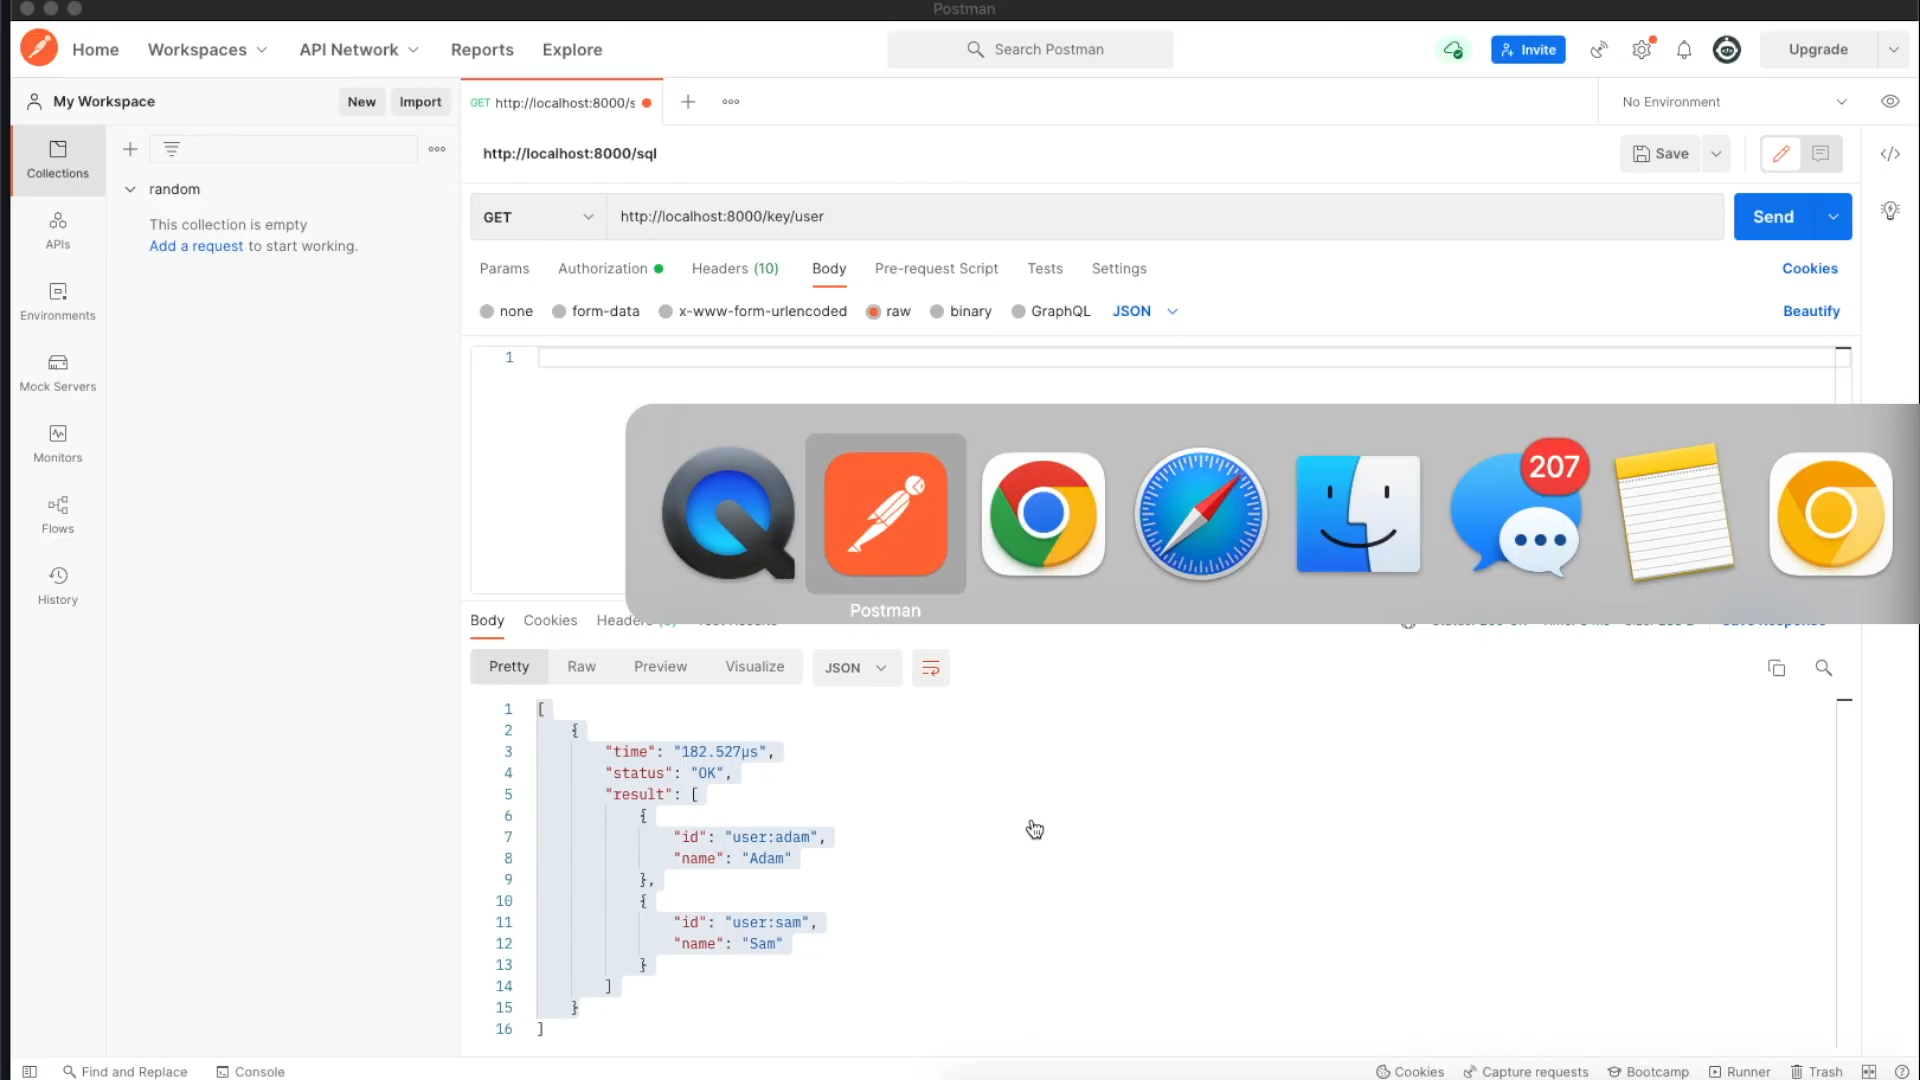 Postman
Home
Workspaces
API Network
Reports
Explore
Search Postman
Invite
Upgrade
My Workspace
New
Import
GET http://localhost:8000/s
No Environment
http://localhost:8000/sql
Save
Collections
random
This collection is empty
Add a request to start working.
APIs
Environments
Mock Servers
Monitors
Flows
History
GET
http://localhost:8000/key/user
Send
Params
Authorization
Headers (10)
Body
Pre-request Script
Tests
Settings
Cookies
none
form-data
x-www-form-urlencoded
raw
binary
GraphQL
JSON
Beautify
1
207
Postman
Body
Cookies
Pretty
Raw
Preview
Visualize
JSON
1 [
2 {
3 "time": "182.527µs",
4 "status": "OK",
5 "result": [
6 {
7 "id": "user:adam",
8 "name": "Adam"
9 },
10 {
11 "id": "user:sam",
12 "name": "Sam"
13 }
14 ]
15 }
16 ]
Find and Replace
Console
Cookies
Capture requests
Bootcamp
Runner
Trash